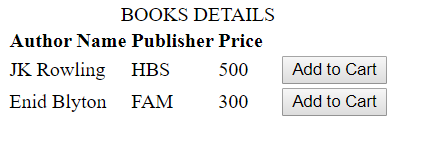 BOOKS DETAILS
Author Name Publisher Price
JK Rowling HBS 500 Add to Cart
Enid Blyton FAM 300 Add to Cart